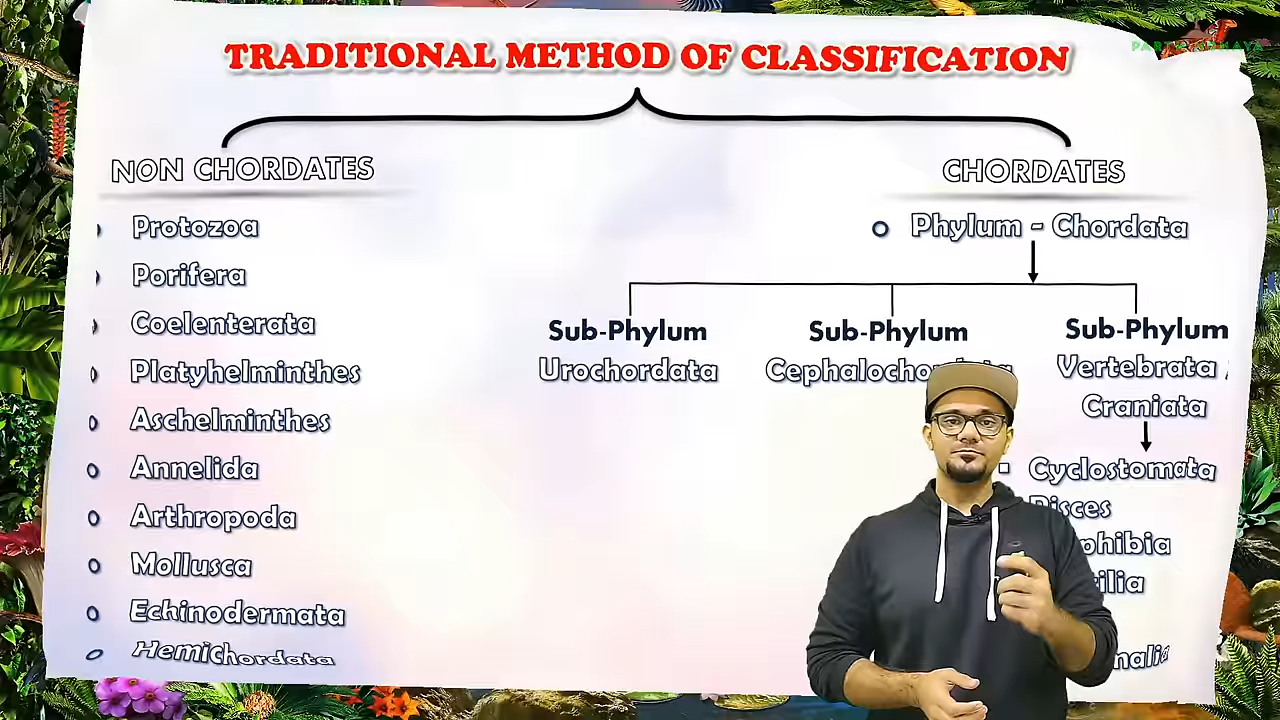 TRADITIONAL METHOD OF CLASSIFICATION
NON CHORDATES
Protozoa
Porifera
Coelenterata
Platyhelminthes
Aschelminthes
Annelida
Arthropoda
Mollusca
Echinodermata
Hemichordata
CHORDATES
Phylum - Chordata
Sub-Phylum
Urochordata
Sub-Phylum
Sub-Phylum
Vertebrata /
Craniata
Cyclostomata